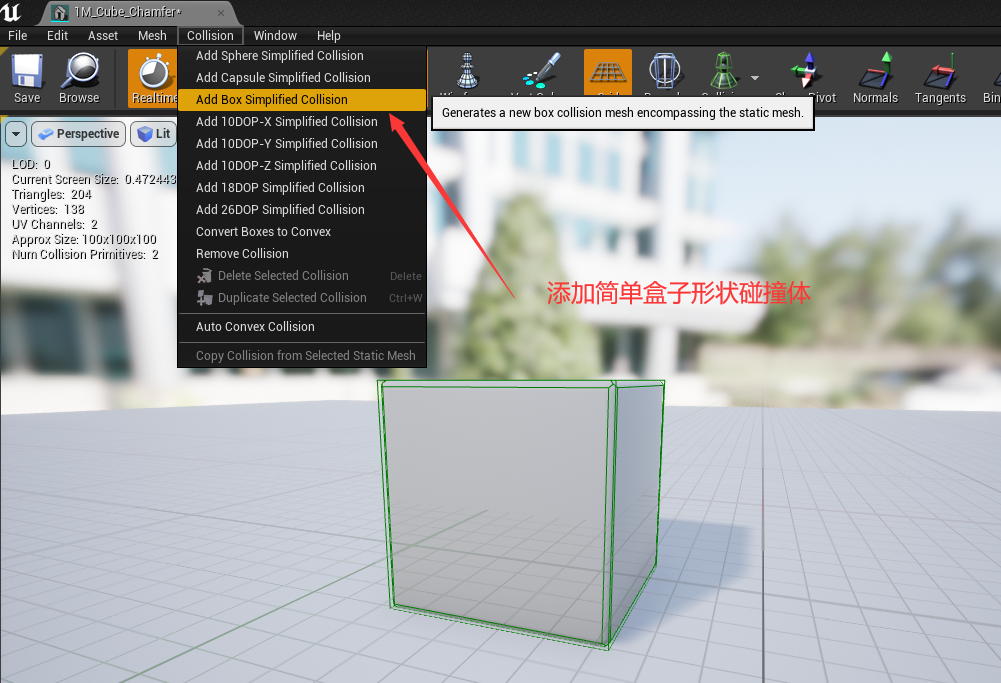 1M_Cube_Chamfer*
File Edit Asset Mesh Collision Window Help
Save Browse Realtime Normals Tangents
Add Sphere Simplified Collision
Add Capsule Simplified Collision
Add Box Simplified Collision
Generates a new box collision mesh encompassing the static mesh.
Add 10DOP-X Simplified Collision
Add 10DOP-Y Simplified Collision
Add 10DOP-Z Simplified Collision
Add 18DOP Simplified Collision
Add 26DOP Simplified Collision
Convert Boxes to Convex
Remove Collision
Delete Selected Collision Delete
Duplicate Selected Collision Ctrl+W
Auto Convex Collision
Copy Collision from Selected Static Mesh
Perspective Lit
LOD: 0
Current Screen Size: 0.472443
Triangles: 204
Vertices: 138
UV Channels: 2
Approx Size: 100x100x100
Num Collision Primitives: 2
添加简单盒子形状碰撞体